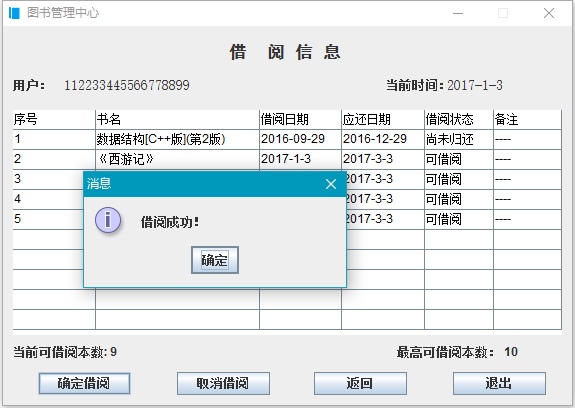 图书管理中心
借 阅 信 息
用户： 112233445566778899 当前时间：2017-1-3
序号 书名 借阅日期 应还日期 借阅状态 备注
1 数据结构[C++版](第2版) 2016-09-29 2016-12-29 尚未归还 ----
2 《西游记》 2017-1-3 2017-3-3 可借阅 ----
3 2017-3-3 可借阅 ----
4 2017-3-3 可借阅 ----
5 2017-3-3 可借阅 ----
消息
借阅成功！
确定
当前可借阅本数: 9 最高可借阅本数： 10
确定借阅 取消借阅 返回 退出